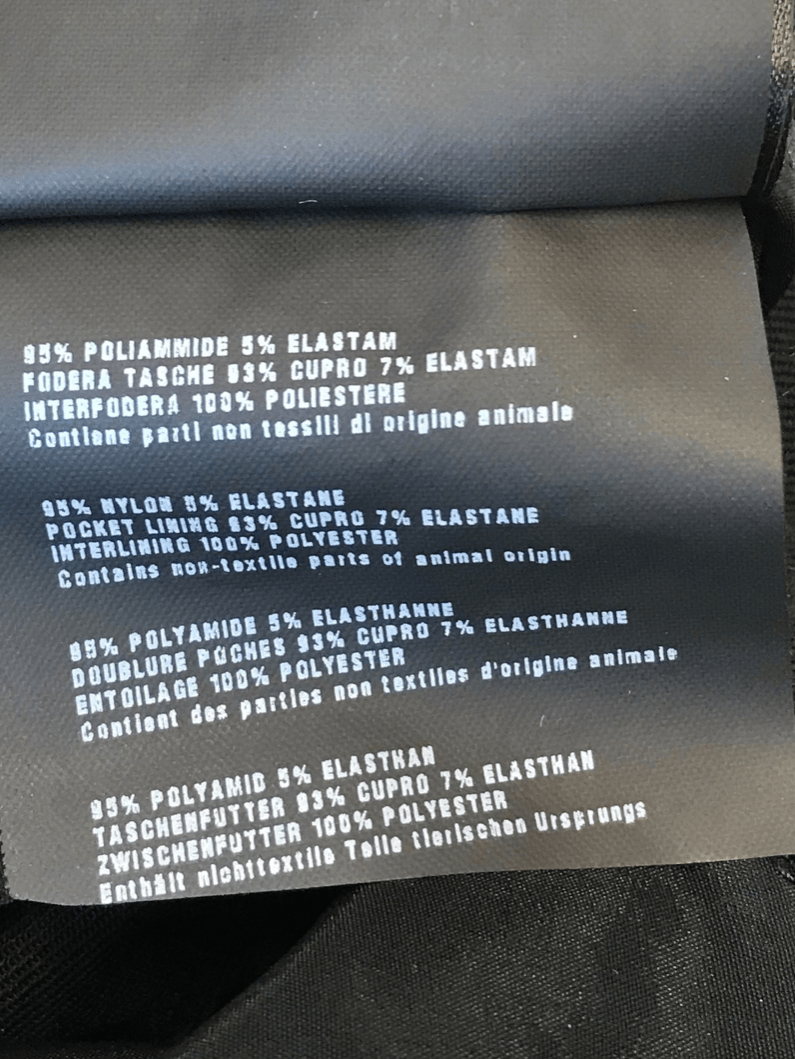 95% POLIAMMIDE 5% ELASTAM
FODERA TASCHE 93% CUPRO 7% ELASTAM
INTERFODERA 100% POLIESTERE
Contiene parti non tessili di origine animale
95% NYLON 5% ELASTANE
POCKET LINING 93% CUPRO 7% ELASTANE
INTERLINING 100% POLYESTER
Contains non-textile parts of animal origin
95% POLYAMIDE 5% ELASTHANNE
DOUBLURE POCHES 93% CUPRO 7% ELASTHANNE
ENTOILAGE 100% POLYESTER
Contient des parties non textiles d'origine animale
95% POLYAMID 5% ELASTHAN
TASCHENFUTTER 93% CUPRO 7% ELASTHAN
ZWISCHENFUTTER 100% POLYESTER
Enthält nichttextile Teile tierischen Ursprungs